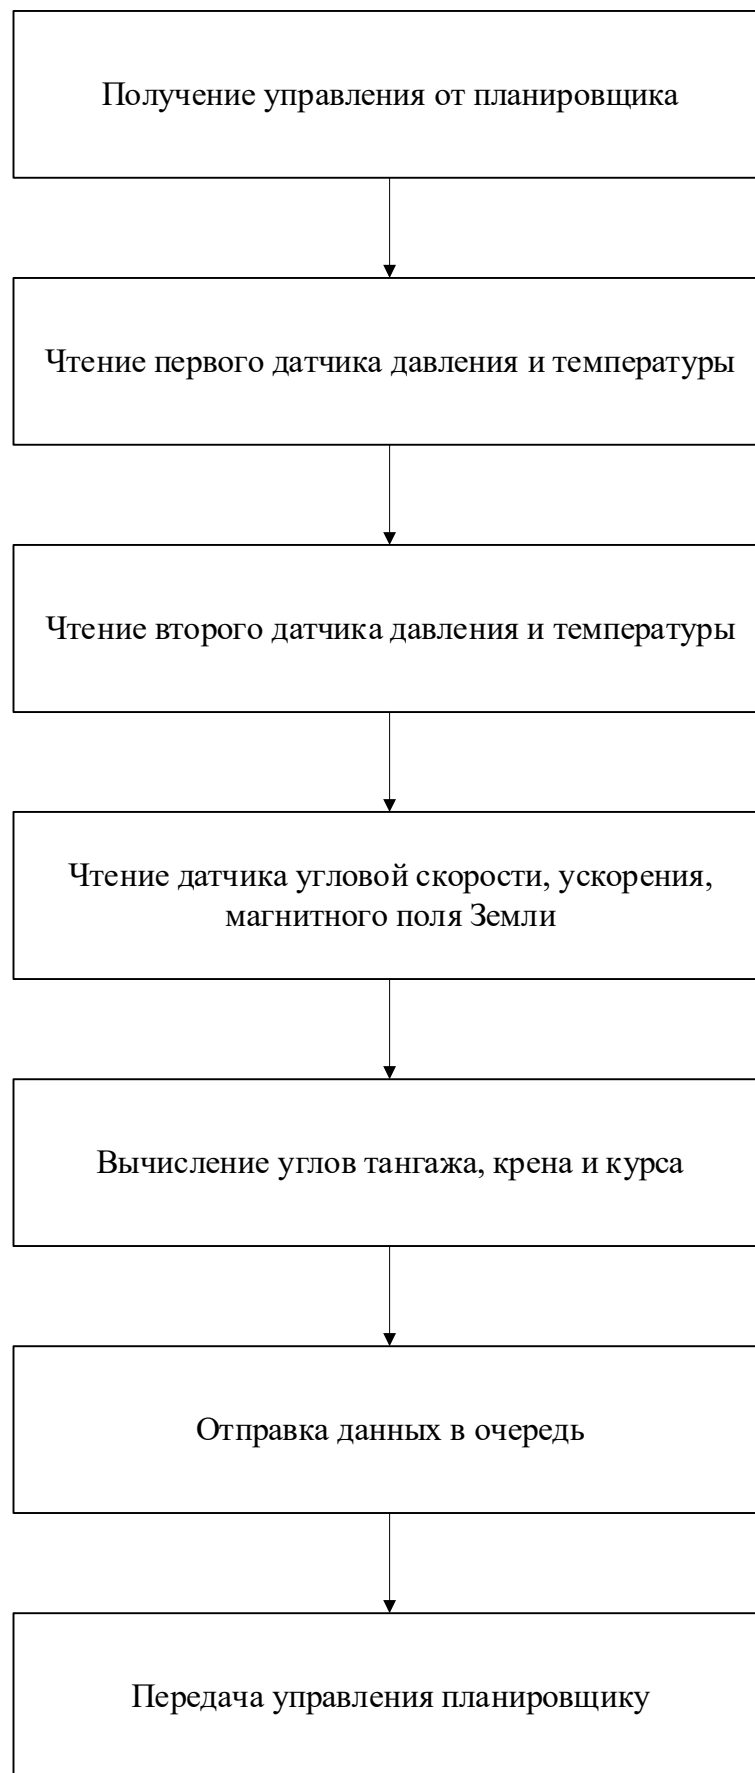 Получение управления от планировщика
Чтение первого датчика давления и температуры
Чтение второго датчика давления и температуры
Чтение датчика угловой скорости, ускорения,
магнитного поля Земли
Вычисление углов тангажа, крена и курса
Отправка данных в очередь
Передача управления планировщику